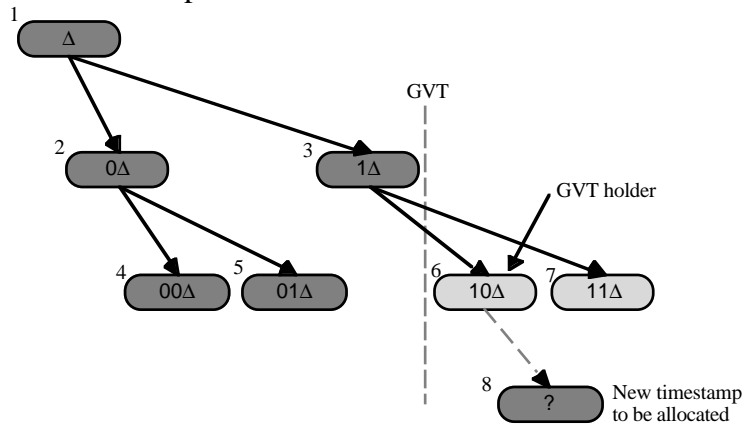 1
Δ
GVT
2
0Δ
3
1Δ
GVT holder
4
00Δ
5
01Δ
6
10Δ
7
11Δ
8
?
New timestamp
to be allocated